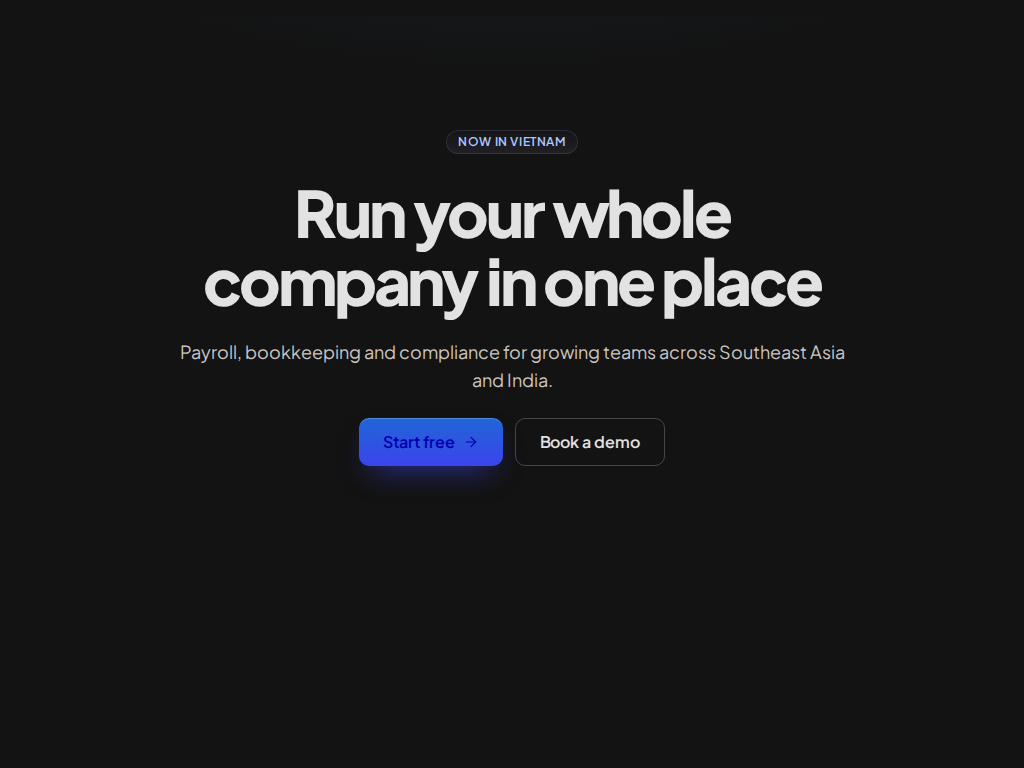 NOW IN VIETNAM
Run your whole
company in one place
Payroll, bookkeeping and compliance for growing teams across Southeast Asia
and India.
Start free
Book a demo